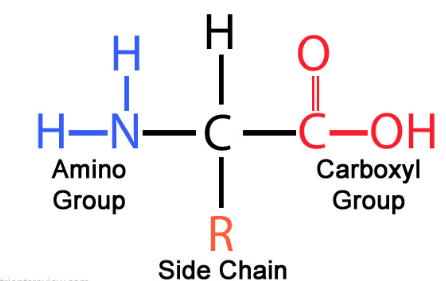 H
H
O
H—N—C—C—OH
Amino
Group
Carboxyl
Group
R
Side Chain